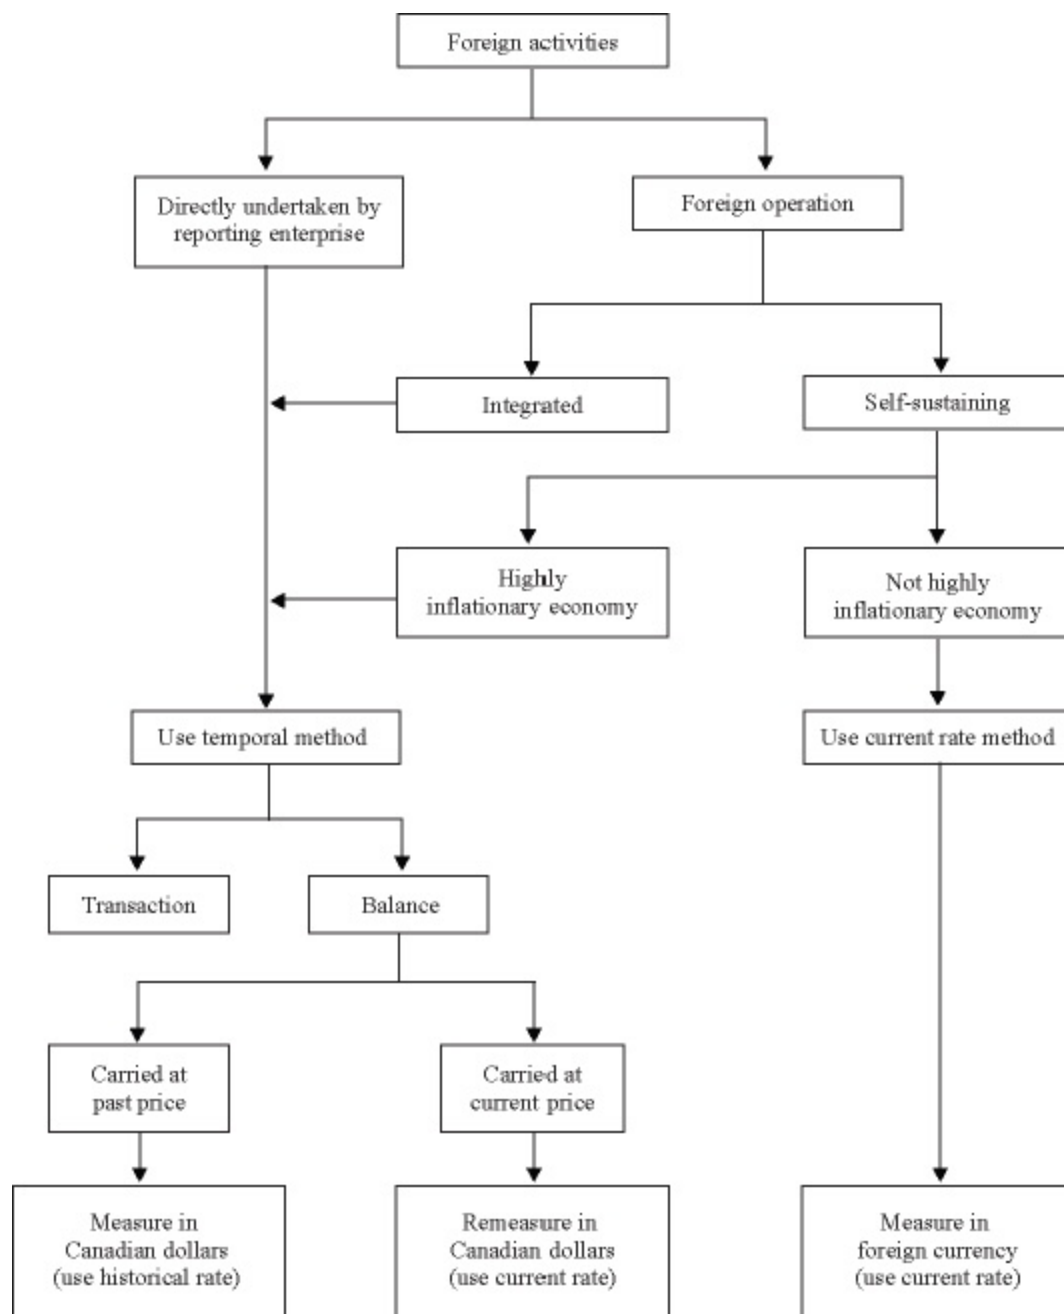 Foreign activities
Directly undertaken by
reporting enterprise
Foreign operation
Integrated
Self-sustaining
Highly
inflationary economy
Not highly
inflationary economy
Use temporal method
Use current rate method
Transaction
Balance
Carried at
past price
Carried at
current price
Measure in
Canadian dollars
(use historical rate)
Remeasure in
Canadian dollars
(use current rate)
Measure in
foreign currency
(use current rate)